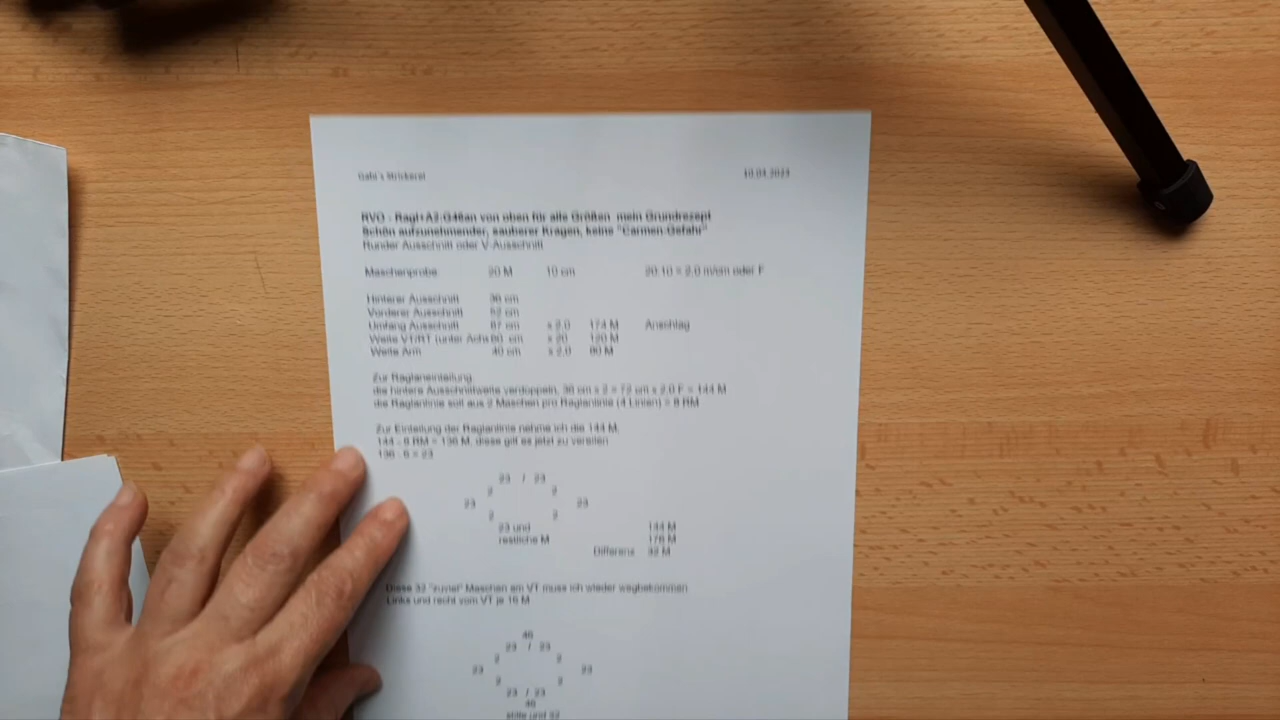 Gabi's Strickerei 10.04.2023
RVO - Ragl+A2:G46an von oben für alle Größen mein Grundrezept
Schön aufzunehmender, sauberer Kragen, keine "Carmen-Gefahr"
Runder Ausschnitt oder V-Ausschnitt
Maschenprobe 20 M 10 cm 20:10 = 2,0 m/cm oder F
Hinterer Ausschnitt 36 cm
Vorderer Ausschnitt
Umfang Ausschnitt 87 cm x 2,0 174 M Anschlag
Weite VT/RT (unter Achs 60 cm x 20 120 M
Weite Arm 40 cm x 2,0 80 M
Zur Raglaneinteilung
die hintere Ausschnittweite verdoppeln, 36 cm x 2 = 72 cm x 2,0 F = 144 M
die Raglanlinie soll aus 2 Maschen pro Raglanlinie (4 Linien) = 8 RM
Zur Einteilung der Raglanlinie nehme ich die 144 M,
144 - 8 RM = 136 M, diese gilt es jetzt zu verteilen
136 : 6 = 23
23 / 23
2 2
23 23
2 2
23 und 144 M
restliche M 176 M
Differenz 32 M
Diese 32 "zuviel" Maschen am VT muss ich wieder wegbekommen
Links und recht vom VT je 16 M
46
23 / 23
2 2
23 23
2 2
23 / 23
46